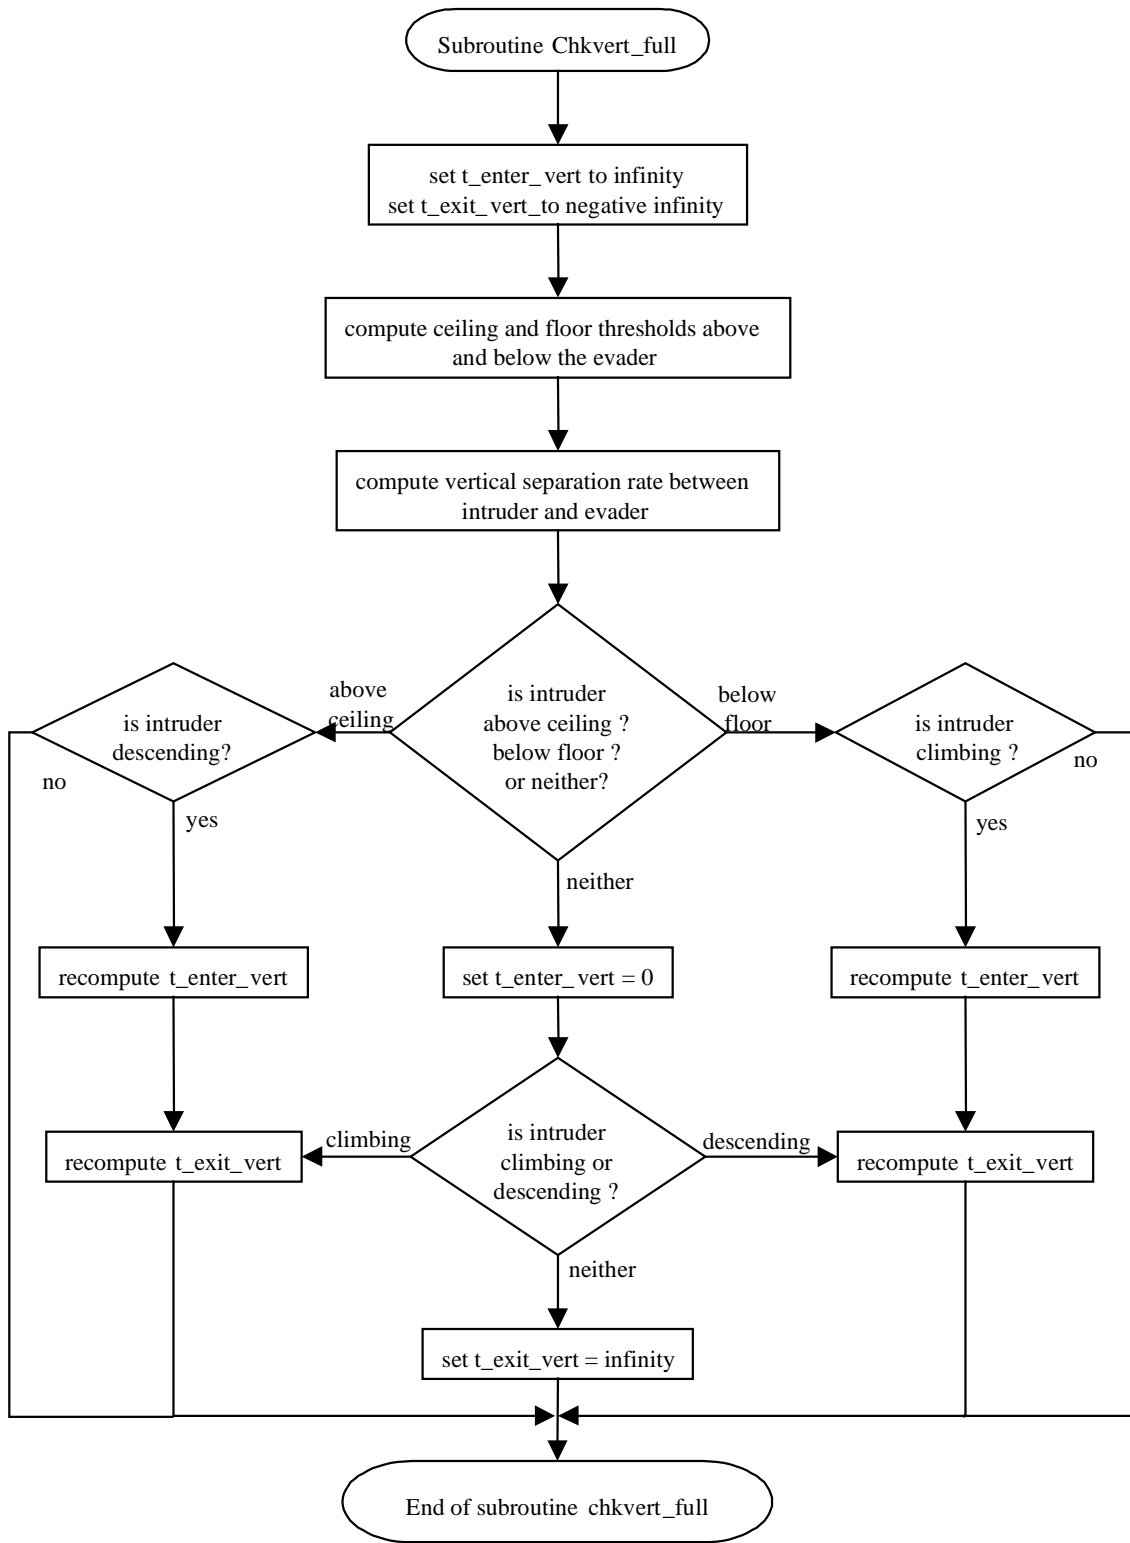 Subroutine Chkvert_full
set t_enter_vert to infinity
set t_exit_vert_to negative infinity
compute ceiling and floor thresholds above
and below the evader
compute vertical separation rate between
intruder and evader
is intruder
descending?
no
yes
above
ceiling
is intruder
above ceiling ?
below floor ?
or neither?
below
floor
is intruder
climbing ?
no
yes
neither
recompute t_enter_vert
set t_enter_vert = 0
recompute t_enter_vert
recompute t_exit_vert
climbing
is intruder
climbing or
descending ?
descending
recompute t_exit_vert
neither
set t_exit_vert = infinity
End of subroutine chkvert_full